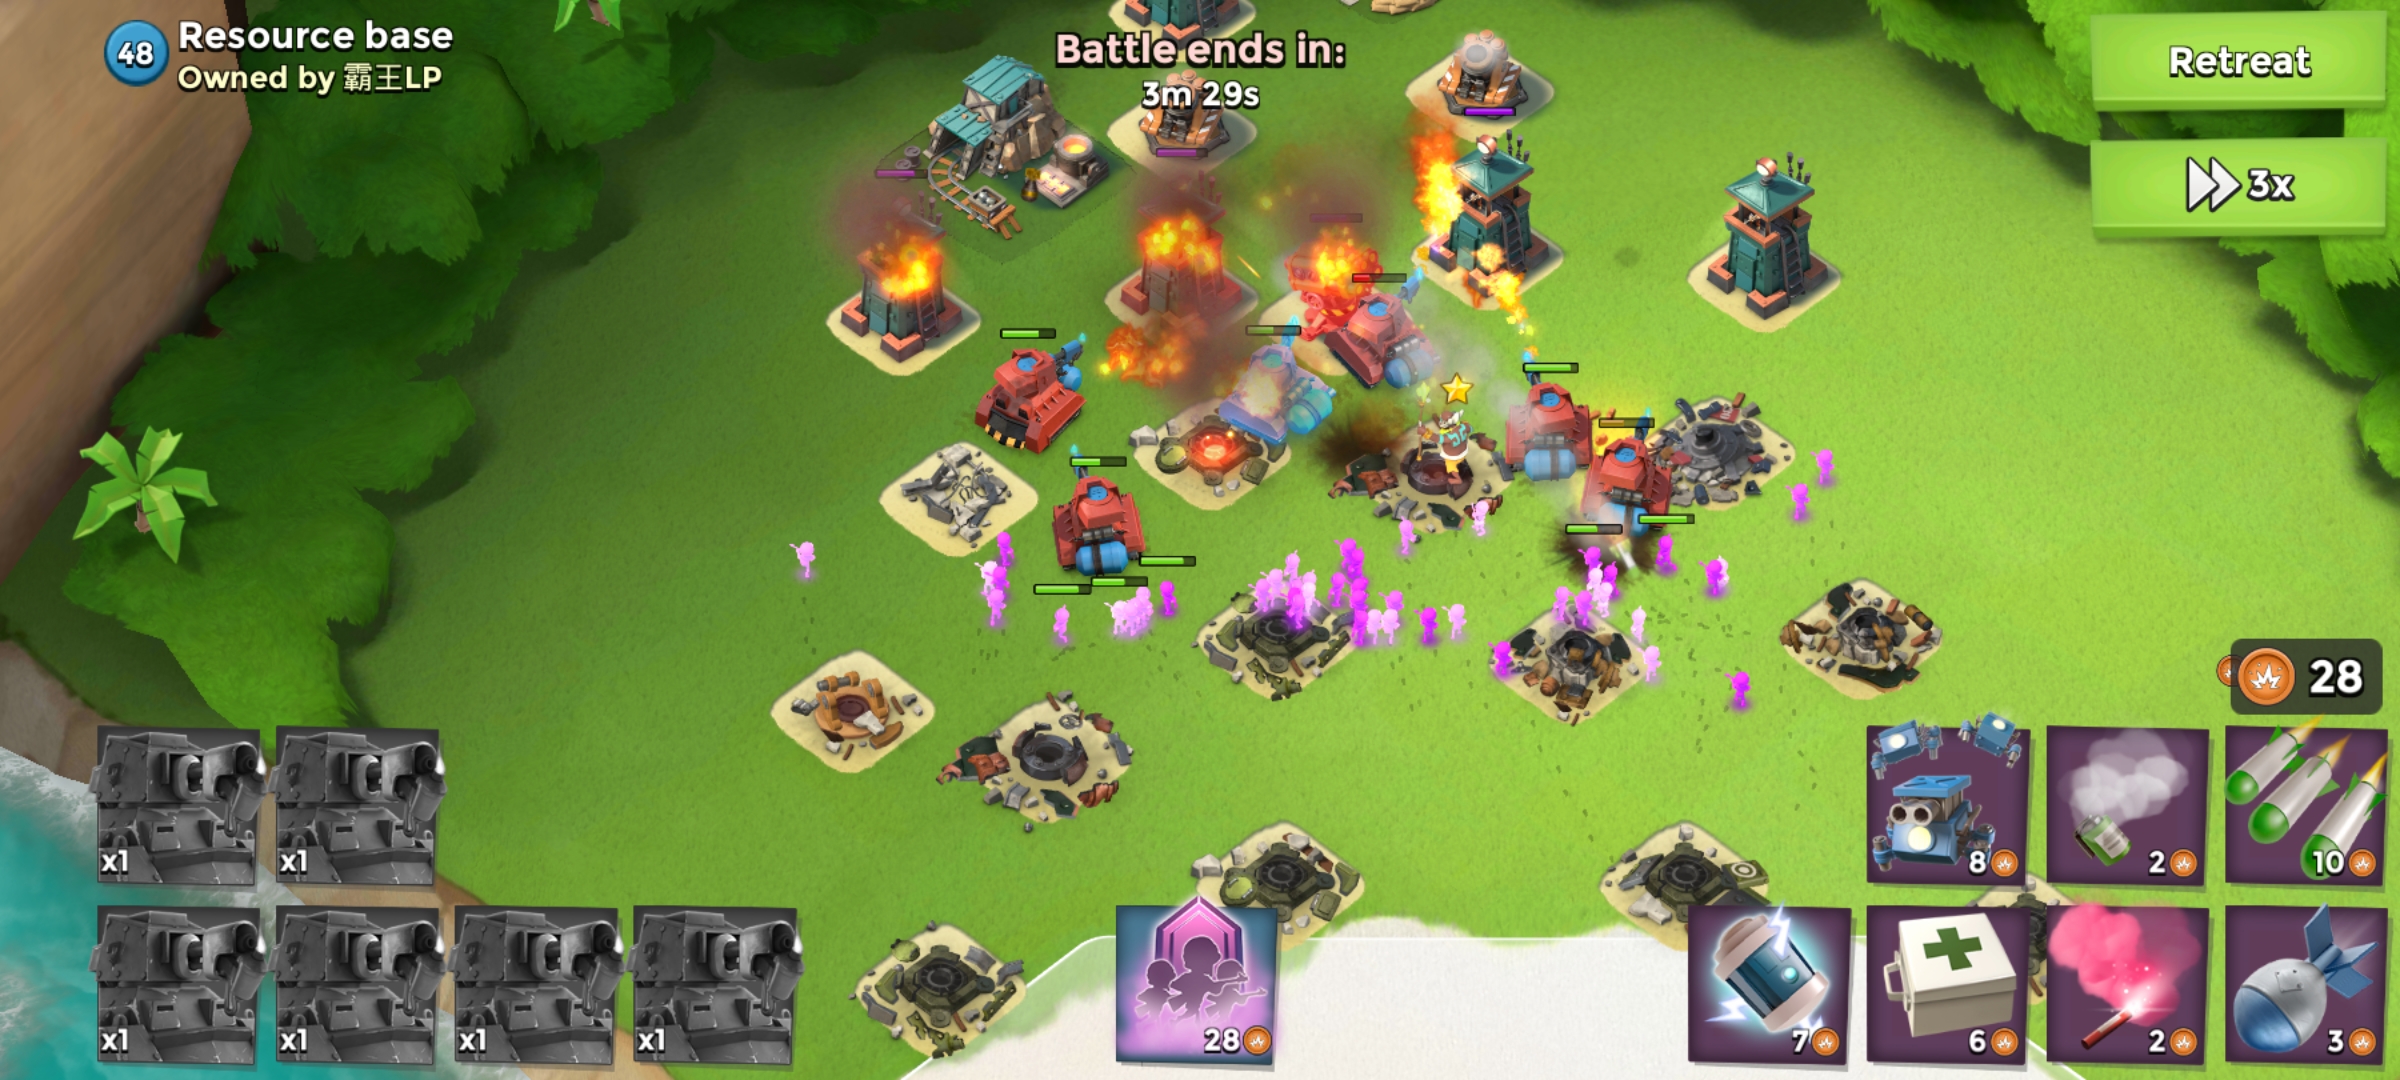 48
Resource base
Owned by 霸王LP
Battle ends in:
3m 29s
Retreat
3x
28
x1
x1
8
2
10
x1
x1
x1
x1
28
7
6
2
3